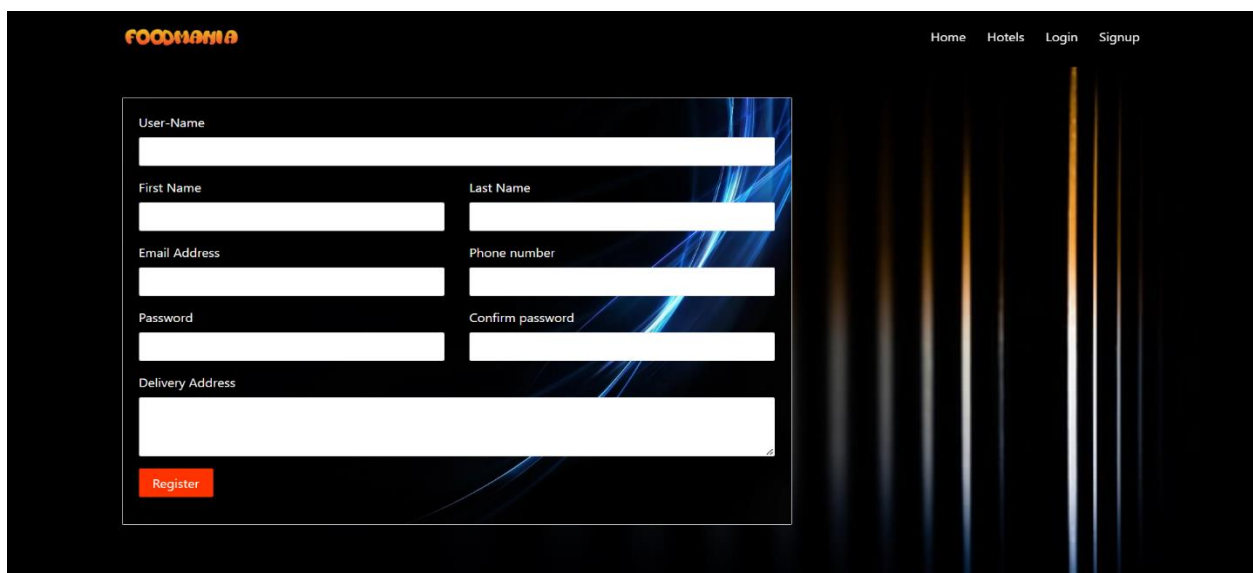 FOODMANIA
Home Hotels Login Signup
User-Name
First Name Last Name
Email Address Phone number
Password Confirm password
Delivery Address
Register